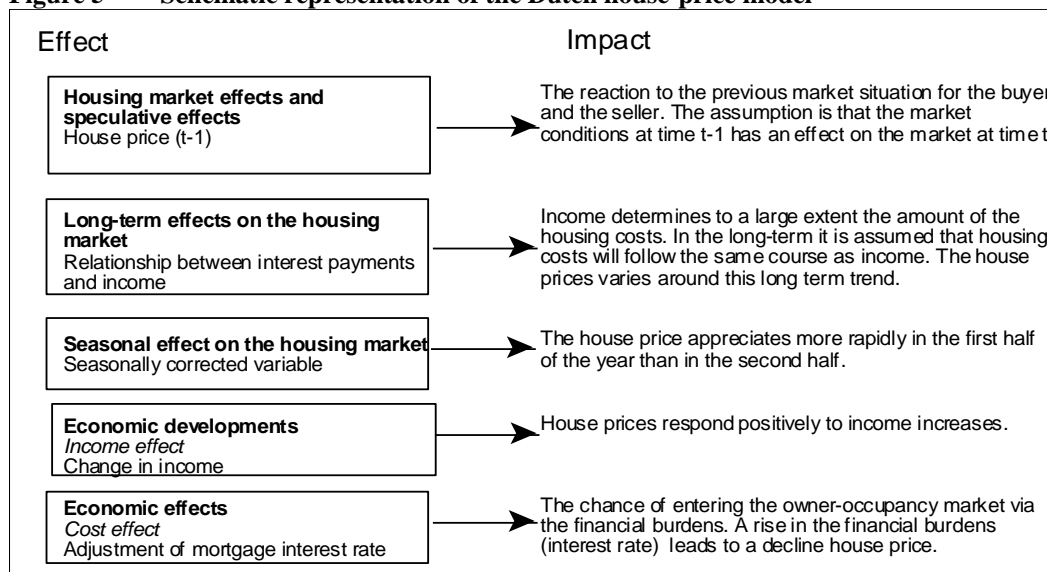 Figure 3 Schematic representation of the Dutch house-price model
Effect
Impact
Housing market effects and
speculative effects
House price (t-1)
The reaction to the previous market situation for the buyer
and the seller. The assumption is that the market
conditions at time t-1 has an effect on the market at time t
Long-term effects on the housing
market
Relationship between interest payments
and income
Income determines to a large extent the amount of the
housing costs. In the long-term it is assumed that housing
costs will follow the same course as income. The house
prices varies around this long term trend.
Seasonal effect on the housing market
Seasonally corrected variable
The house price appreciates more rapidly in the first half
of the year than in the second half.
Economic developments
Income effect
Change in income
House prices respond positively to income increases.
Economic effects
Cost effect
Adjustment of mortgage interest rate
The chance of entering the owner-occupancy market via
the financial burdens. A rise in the financial burdens
(interest rate) leads to a decline house price.